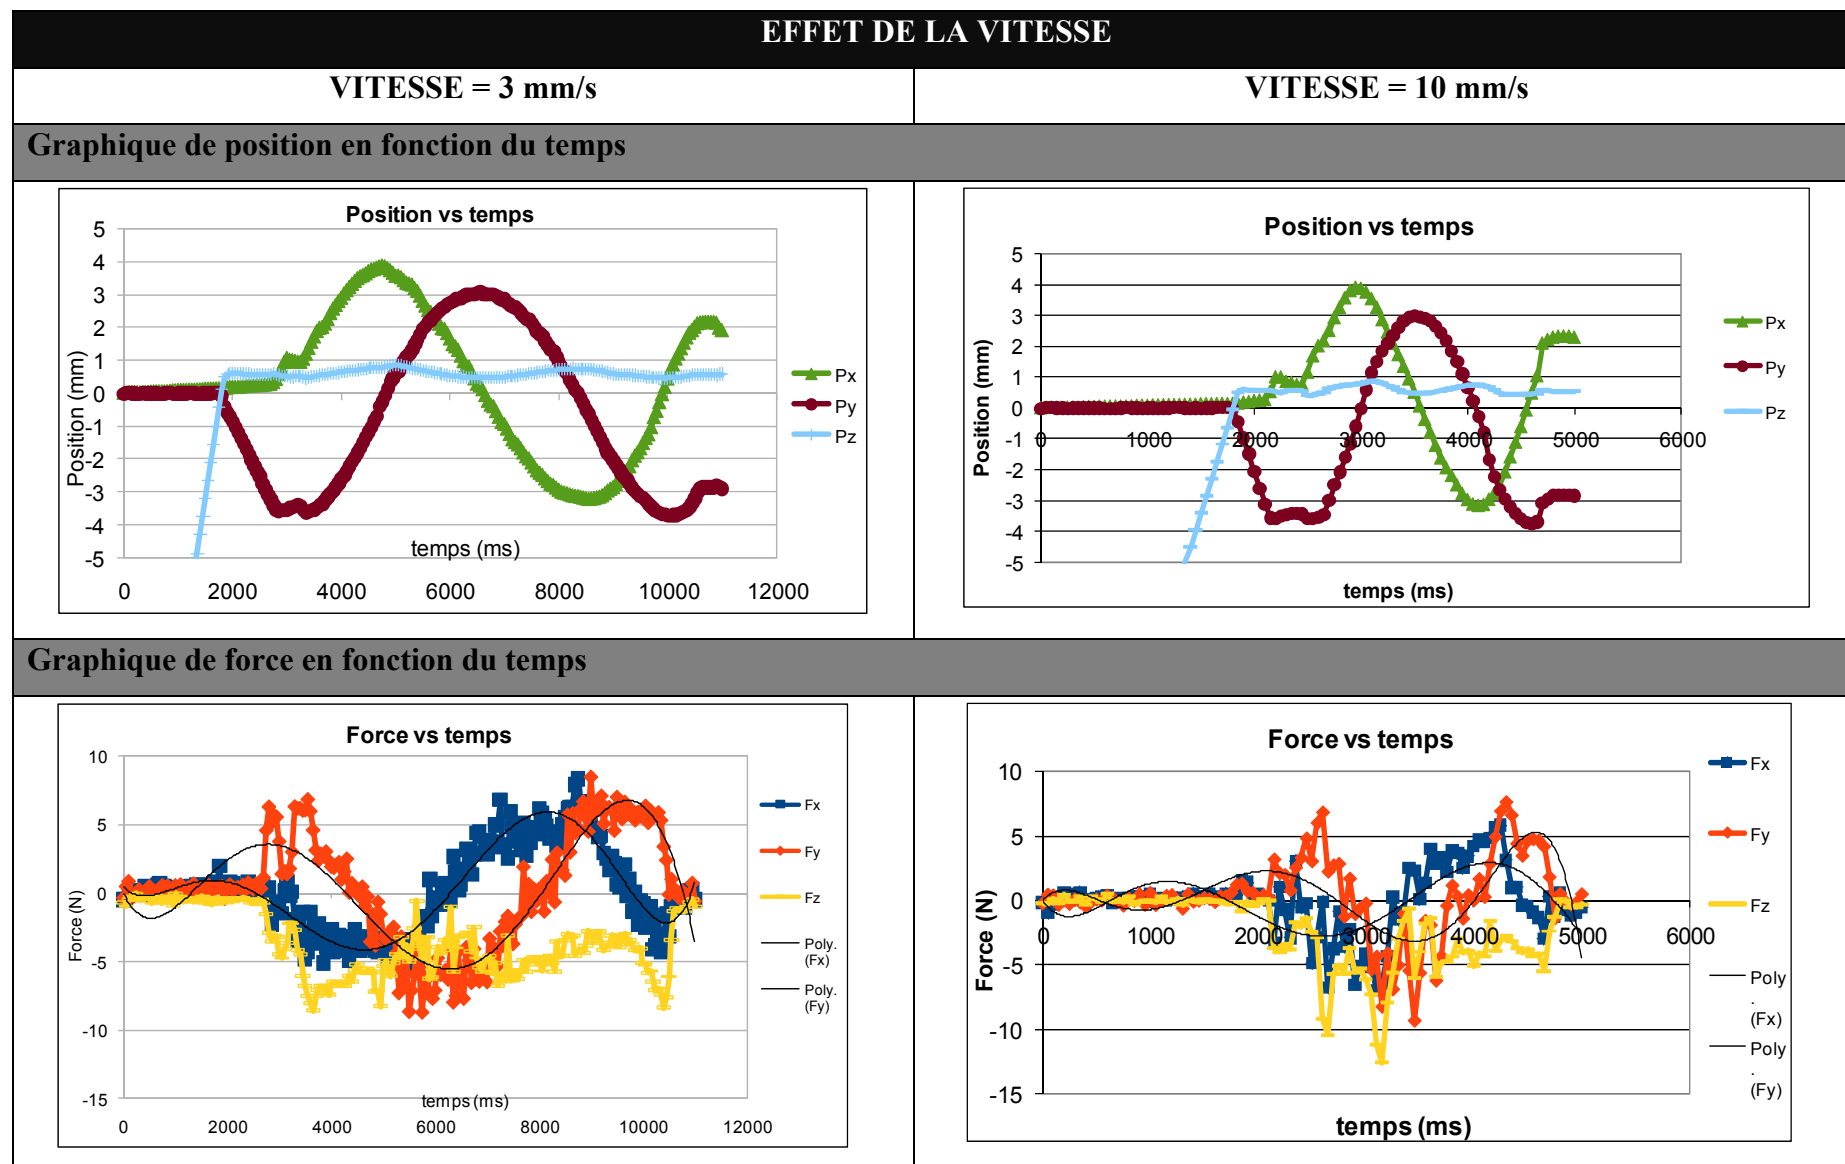 EFFET DE LA VITESSE
VITESSE = 3 mm/s
VITESSE = 10 mm/s
Graphique de position en fonction du temps
Position vs temps
5
4
3
2
1
0
-1
-2
-3
-4
-5
Position (mm)
temps (ms)
0 2000 4000 6000 8000 10000 12000
Px
Py
Pz
Position vs temps
5
4
3
2
1
0
-1
-2
-3
-4
-5
Position (mm)
0 1000 2000 3000 4000 5000 6000
temps (ms)
Px
Py
Pz
Graphique de force en fonction du temps
Force vs temps
10
5
0
-5
-10
-15
Force (N)
temps (ms)
0 2000 4000 6000 8000 10000 12000
Fx
Fy
Fz
Poly.
(Fx)
Poly.
(Fy)
Force vs temps
10
5
0
-5
-10
-15
Force (N)
0 1000 2000 3000 4000 5000 6000
temps (ms)
Fx
Fy
Fz
Poly
.
(Fx)
Poly
.
(Fy)